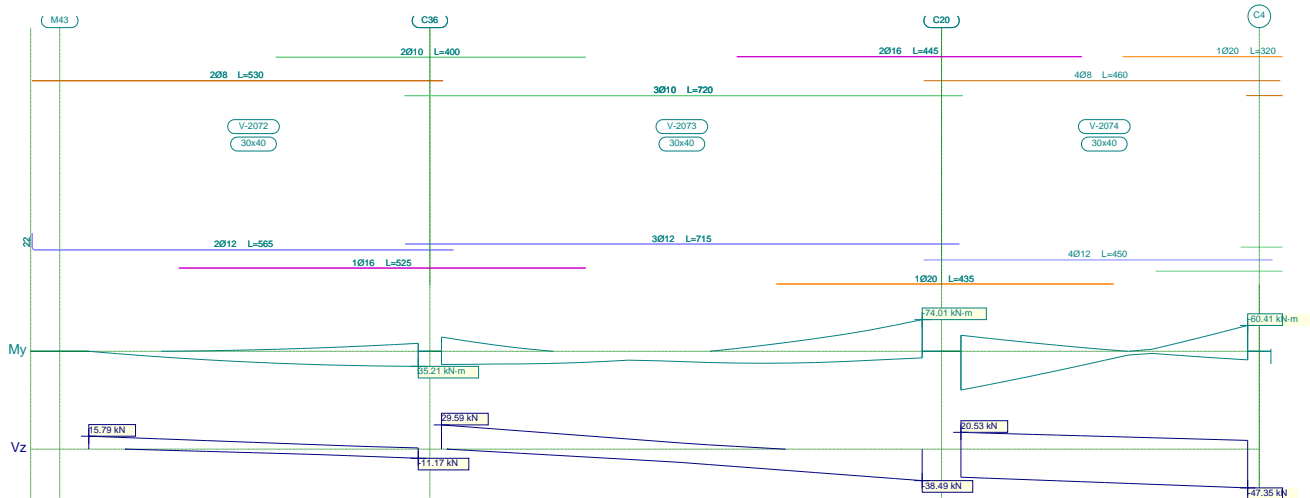 M43 C36 C20 C4
2Ø10 L=400 2Ø16 L=445 1Ø20 L=320
2Ø8 L=530 4Ø8 L=460
3Ø10 L=720
V-2072 V-2073 V-2074
30x40 30x40 30x40
22
2Ø12 L=565 3Ø12 L=715
4Ø12 L=450
1Ø16 L=525
1Ø20 L=435
-74.01 kN·m -60.41 kN·m
My
35.21 kN·m
15.79 kN 29.59 kN 20.53 kN
Vz
-11.17 kN
-38.49 kN -47.35 kN